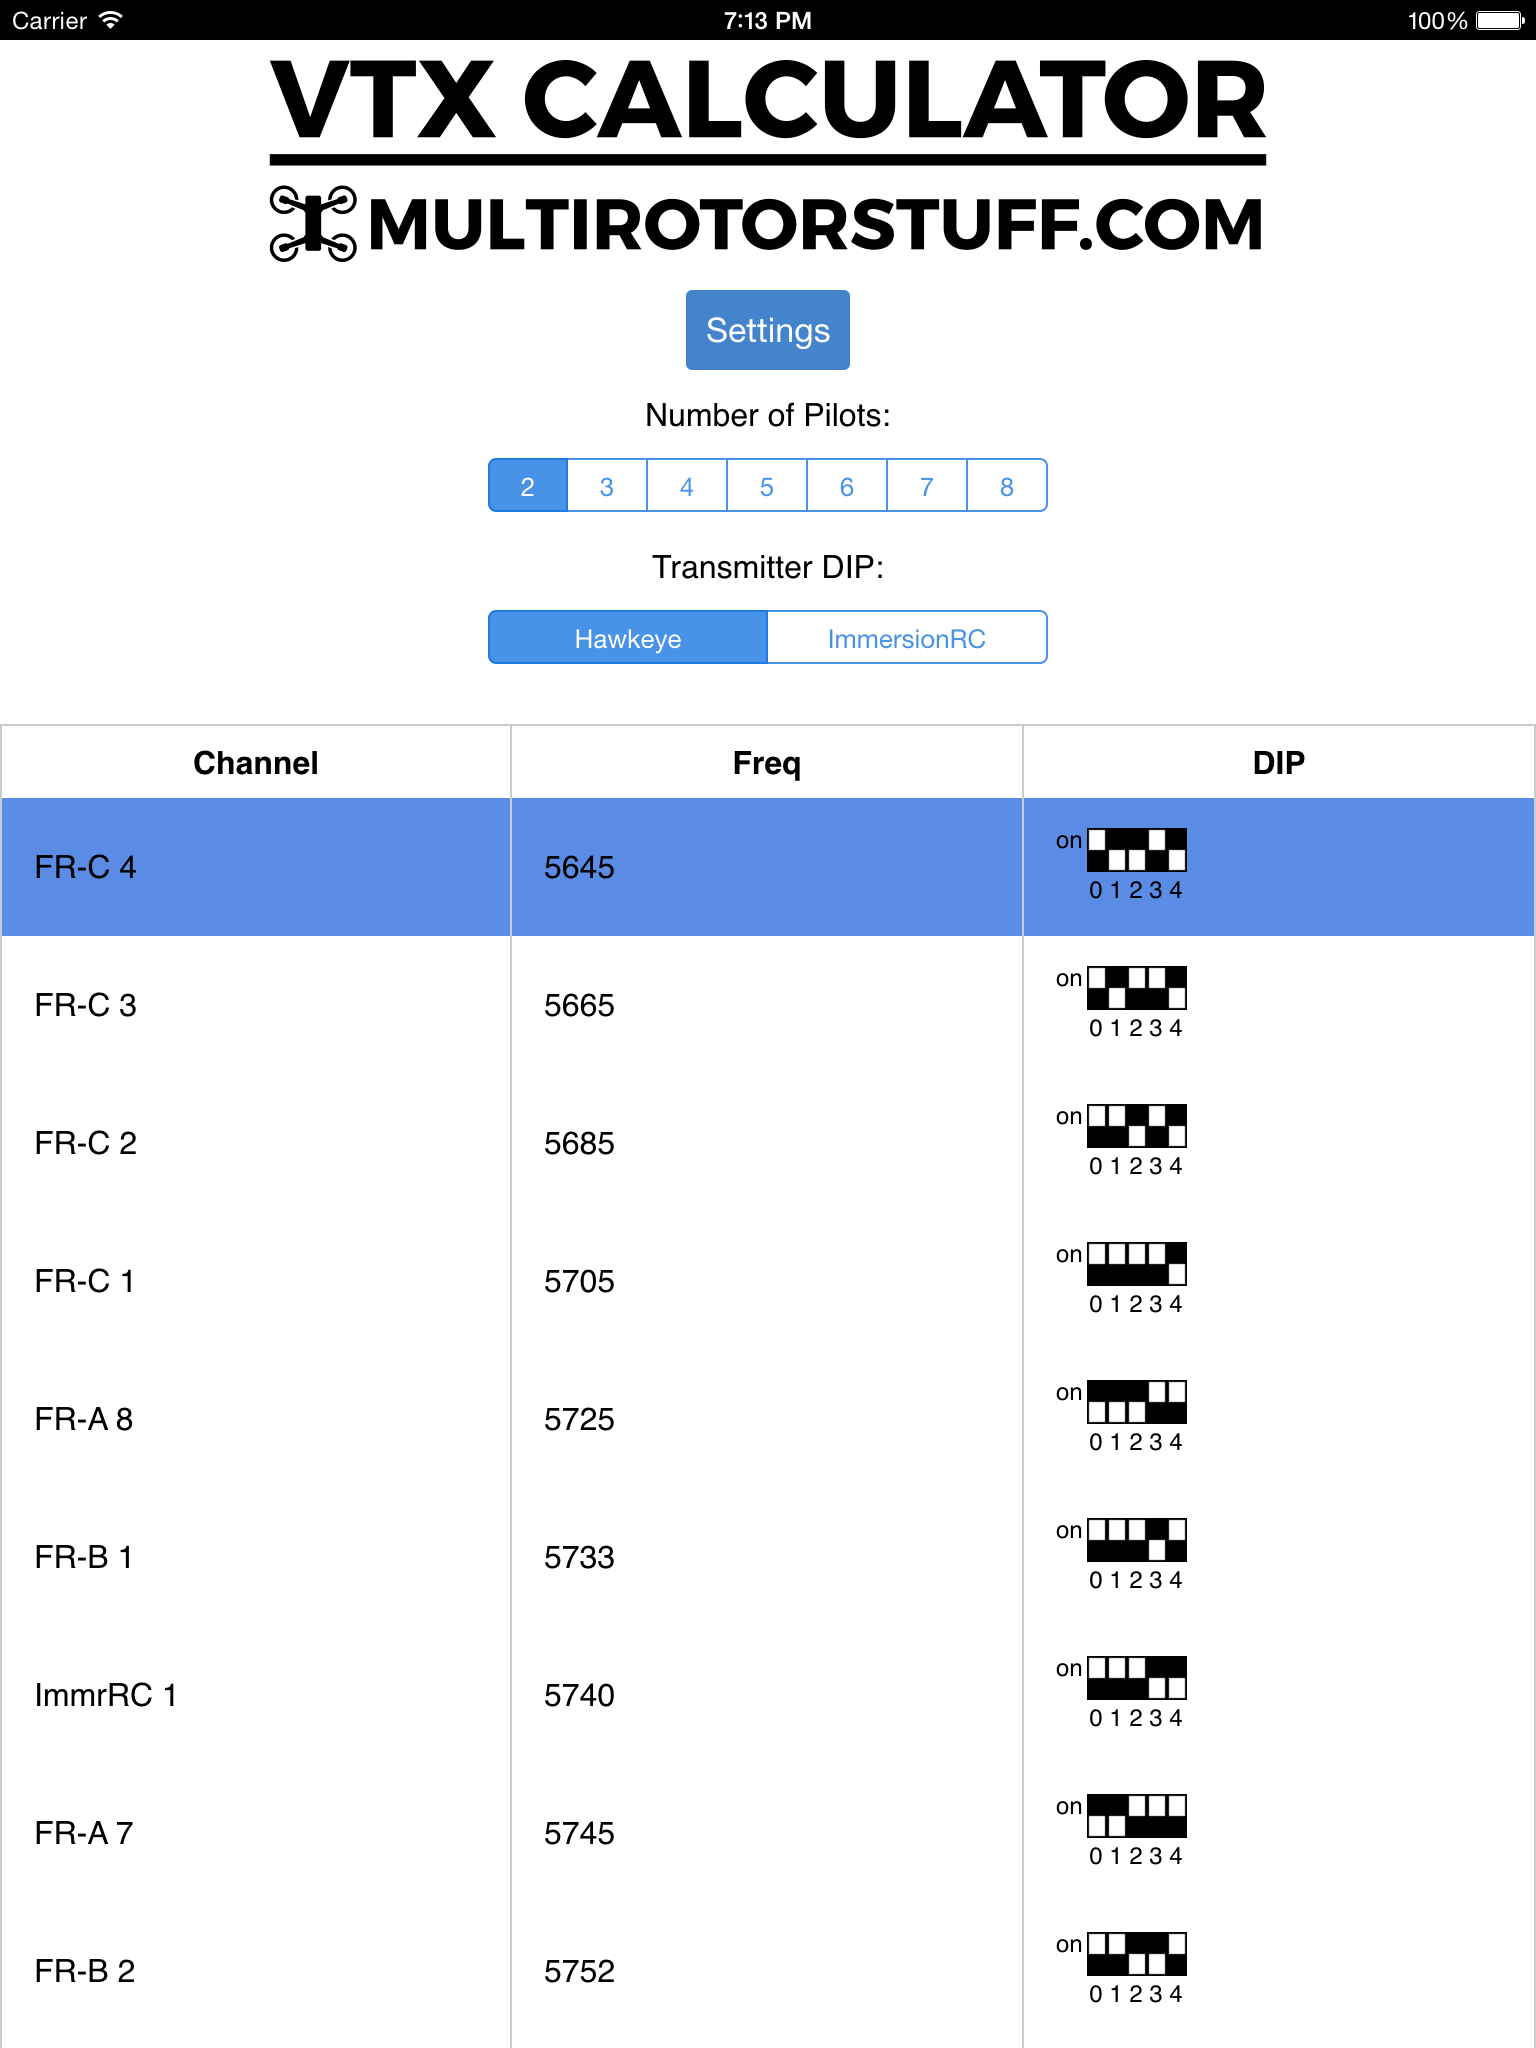 Carrier 7:13 PM 100%
VTX CALCULATOR
MULTIROTORSTUFF.COM
Settings
Number of Pilots:
2 3 4 5 6 7 8
Transmitter DIP:
Hawkeye ImmersionRC
Channel Freq DIP
FR-C 4 5645 on
0 1 2 3 4
FR-C 3 5665 on
0 1 2 3 4
FR-C 2 5685 on
0 1 2 3 4
FR-C 1 5705 on
0 1 2 3 4
FR-A 8 5725 on
0 1 2 3 4
FR-B 1 5733 on
0 1 2 3 4
ImmrRC 1 5740 on
0 1 2 3 4
FR-A 7 5745 on
0 1 2 3 4
FR-B 2 5752 on
0 1 2 3 4